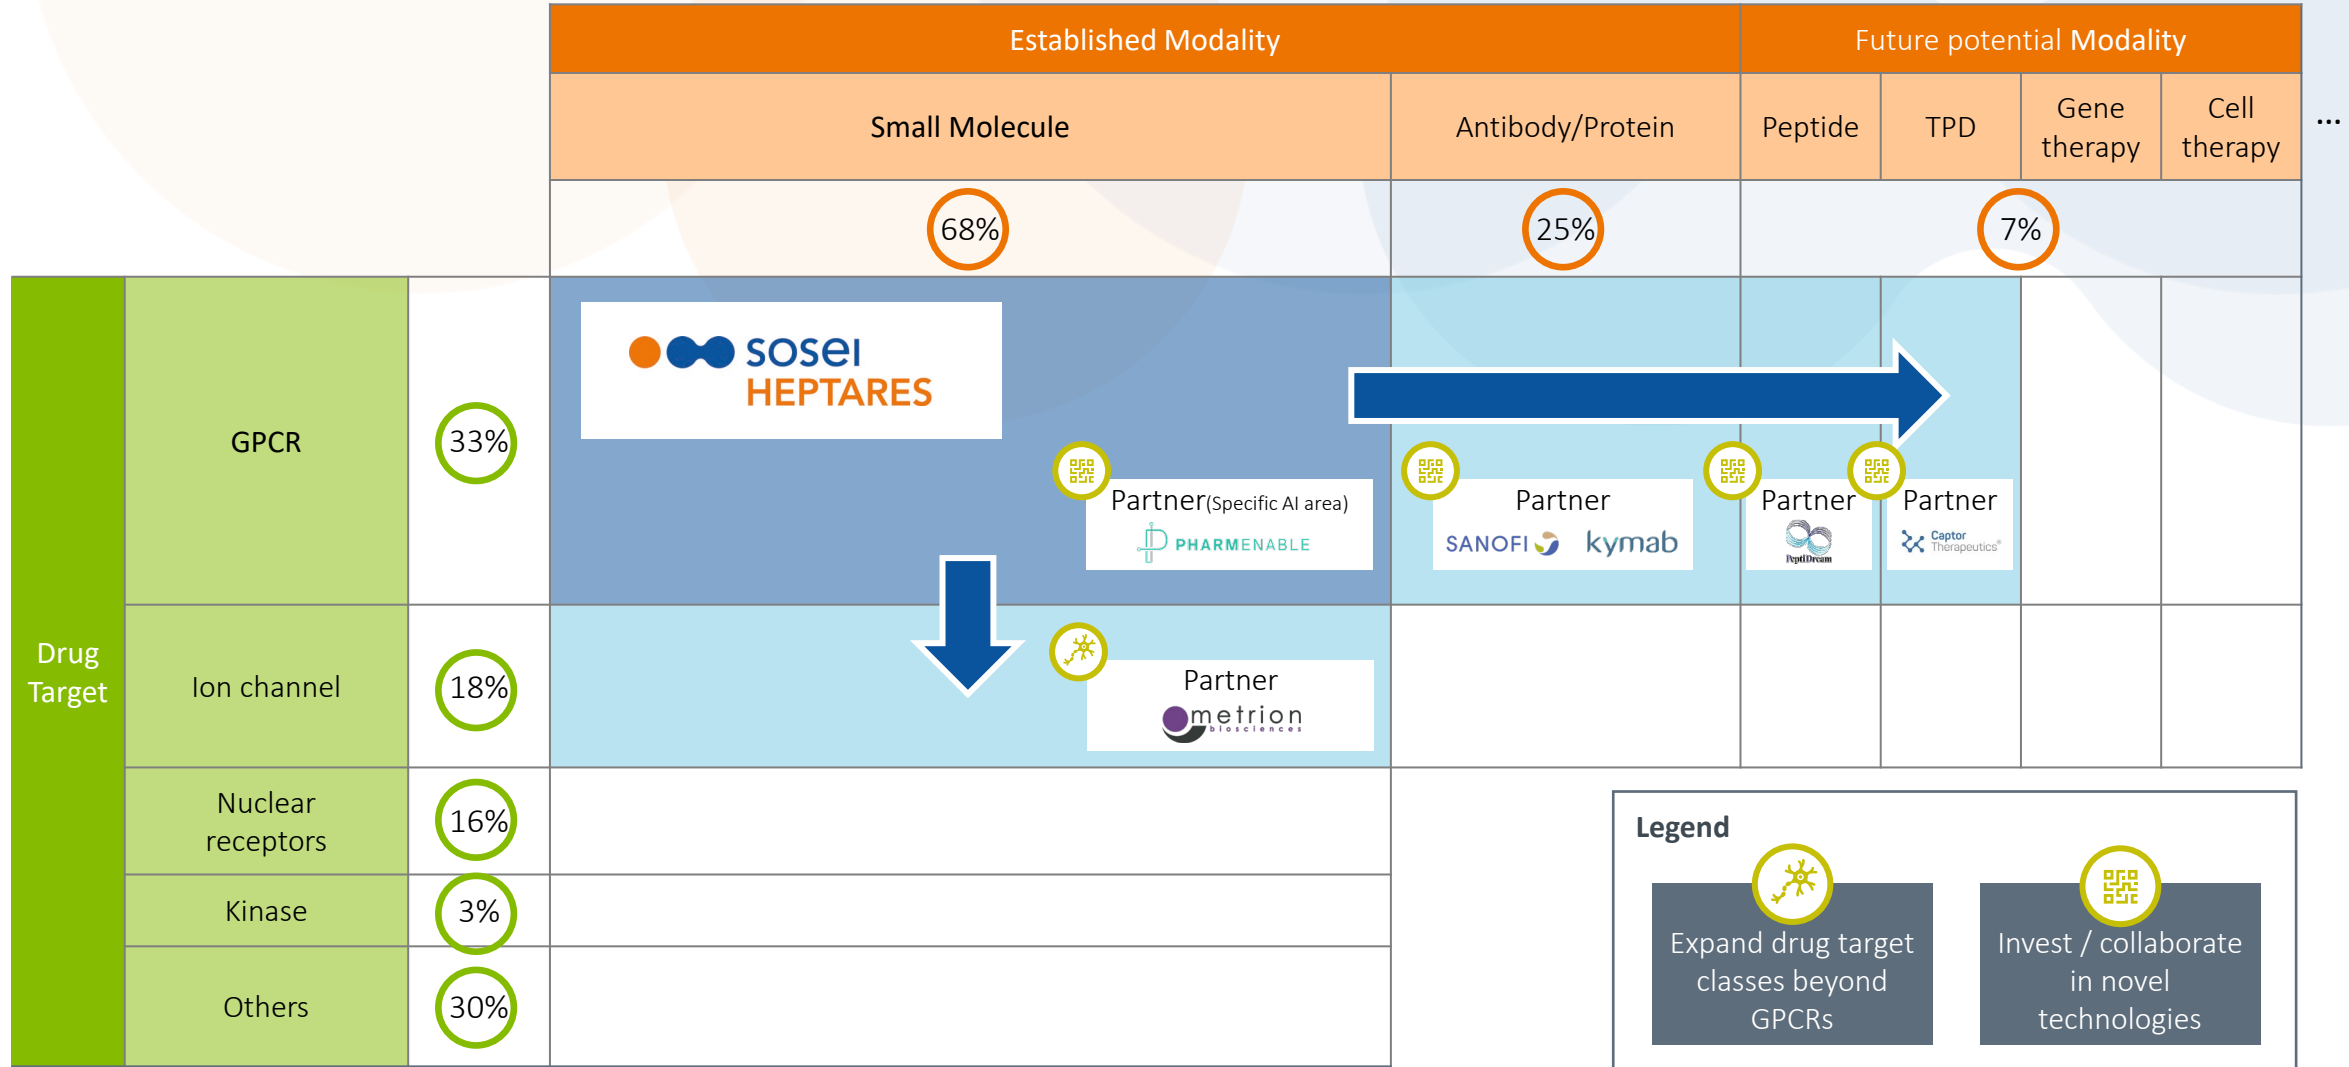 Established Modality
Future potential Modality
Small Molecule
Antibody/Protein
Peptide
TPD
Gene
therapy
Cell
therapy
...
68%
25%
7%
Drug
Target
GPCR
33%
sosei
HEPTARES
Partner(Specific AI area)
PHARMENABLE
Partner
SANOFI
kymab
Partner
PeptiDream
Partner
Captor
Therapeutics®
Ion channel
18%
Partner
metrion
biosciences
Nuclear
receptors
16%
Kinase
3%
Others
30%
Legend
Expand drug target
classes beyond
GPCRs
Invest / collaborate
in novel
technologies